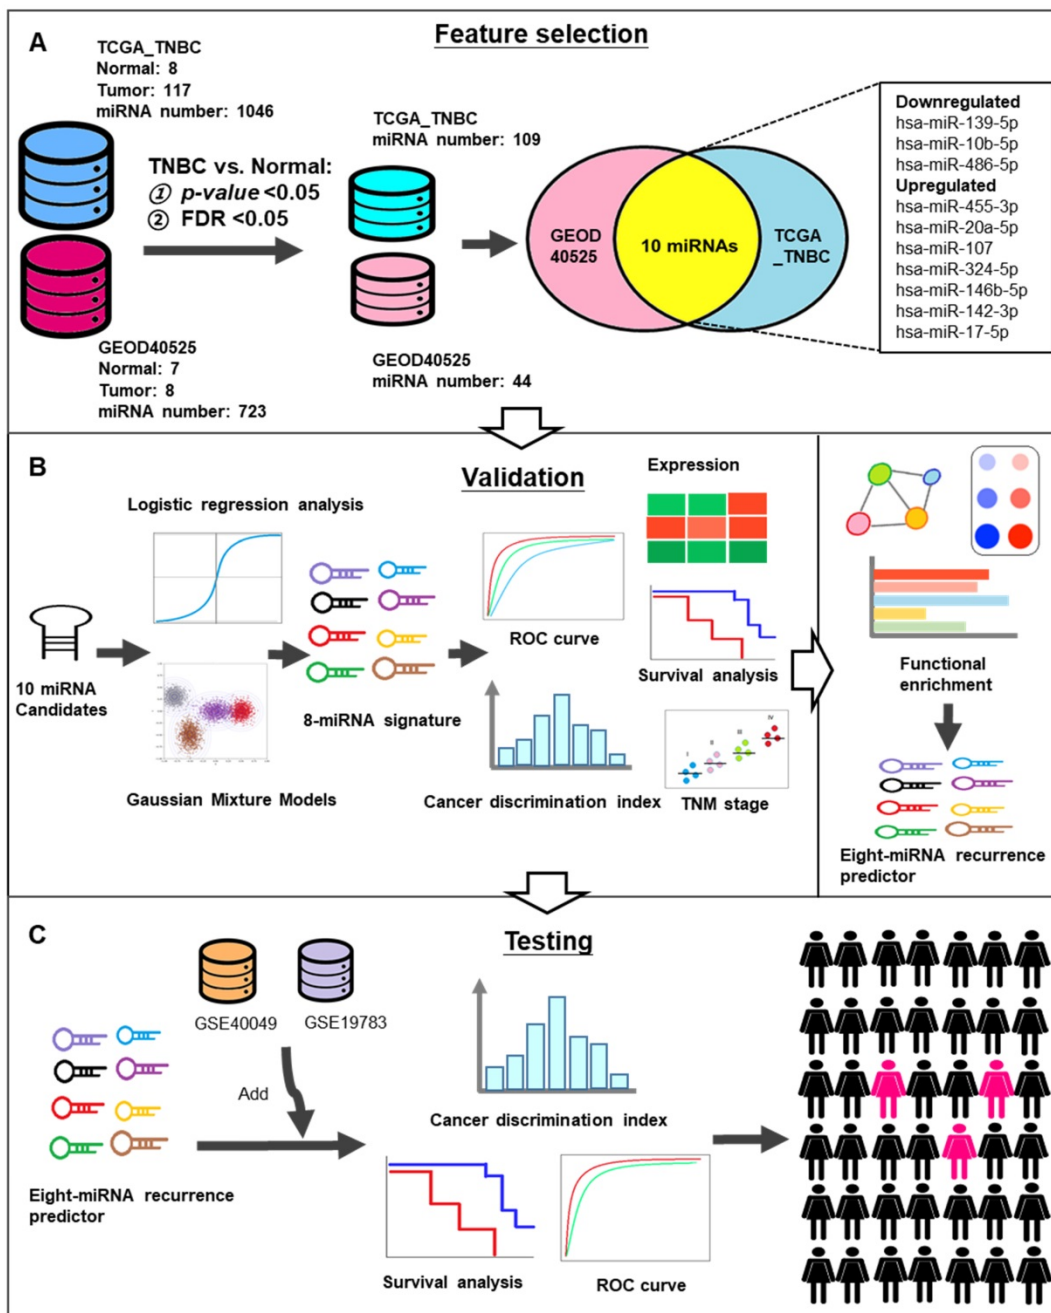 A
Feature selection
TCGA_TNBC
Normal: 8
Tumor: 117
miRNA number: 1046
TNBC vs. Normal:
① p-value <0.05
② FDR <0.05
GEOD40525
Normal: 7
Tumor: 8
miRNA number: 723
TCGA_TNBC
miRNA number: 109
GEOD40525
miRNA number: 44
GEOD
40525
10 miRNAs
TCGA
_TNBC
Downregulated
hsa-miR-139-5p
hsa-miR-10b-5p
hsa-miR-486-5p
Upregulated
hsa-miR-455-3p
hsa-miR-20a-5p
hsa-miR-107
hsa-miR-324-5p
hsa-miR-146b-5p
hsa-miR-142-3p
hsa-miR-17-5p
B
Validation
10 miRNA
Candidates
Logistic regression analysis
Gaussian Mixture Models
8-miRNA signature
ROC curve
Cancer discrimination index
Expression
Survival analysis
I
II
III
IV
TNM stage
Functional
enrichment
Eight-miRNA recurrence
predictor
C
Testing
GSE40049
GSE19783
Add
Eight-miRNA recurrence
predictor
Cancer discrimination index
Survival analysis
ROC curve